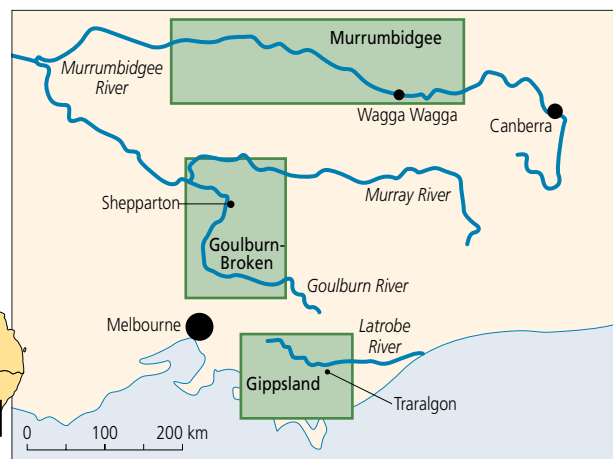 Murrumbidgee
Murrumbidgee
River
Wagga Wagga
Canberra
Shepparton
Murray River
Goulburn-
Broken
Goulburn River
Melbourne
Latrobe
River
Gippsland
Traralgon
0 100 200 km